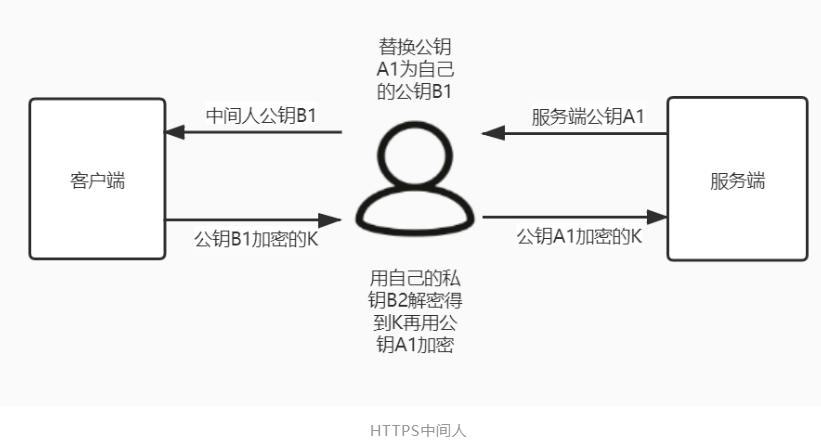 替换公钥
A1为自己
的公钥B1
中间人公钥B1
服务端公钥A1
客户端
服务端
公钥B1加密的K
公钥A1加密的K
用自己的私
钥B2解密得
到K再用公
钥A1加密
HTTPS中间人